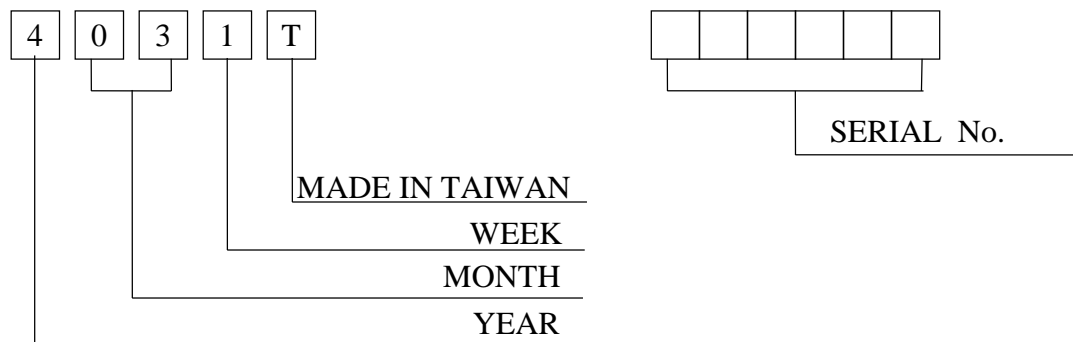 4 0 3 1 T
SERIAL No.
MADE IN TAIWAN
WEEK
MONTH
YEAR